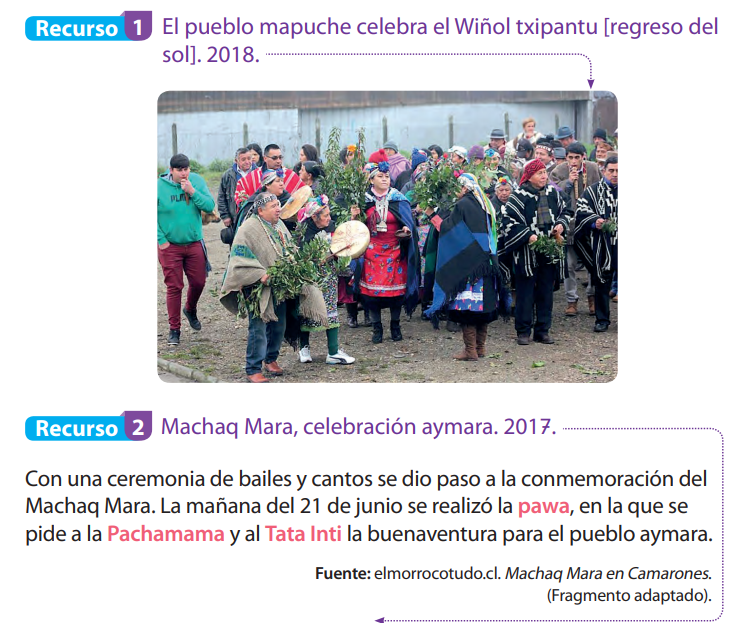 Recurso 1 El pueblo mapuche celebra el Wiñol txipantu [regreso del
sol]. 2018.
Recurso 2 Machaq Mara, celebración aymara. 2017.
Con una ceremonia de bailes y cantos se dio paso a la conmemoración del
Machaq Mara. La mañana del 21 de junio se realizó la pawa, en la que se
pide a la Pachamama y al Tata Inti la buenaventura para el pueblo aymara.
Fuente: elmorrocotudo.cl. Machaq Mara en Camarones.
(Fragmento adaptado).